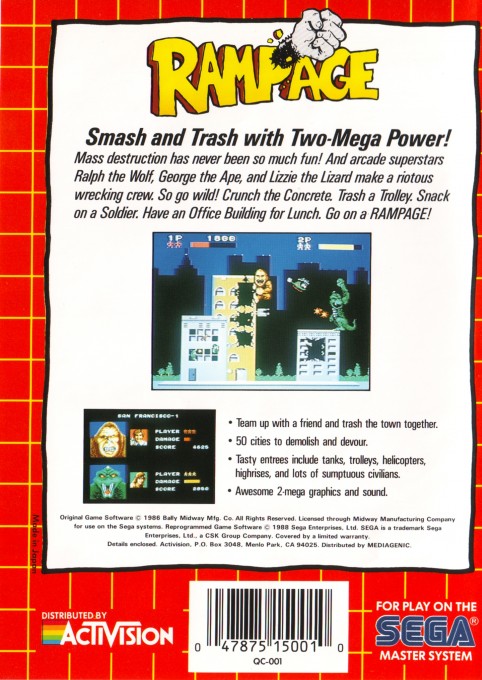 RAMPAGE
Smash and Trash with Two-Mega Power!
Mass destruction has never been so much fun! And arcade superstars
Ralph the Wolf, George the Ape, and Lizzie the Lizard make a riotous
wrecking crew. So go wild! Crunch the Concrete. Trash a Trolley. Snack
on a Soldier. Have an Office Building for Lunch. Go on a RAMPAGE!
1P 1800 2P
SAN FRANCISCO-1
PLAYER
DAMAGE
SCORE 4625
PLAYER
DAMAGE
SCORE
• Team up with a friend and trash the town together.
• 50 cities to demolish and devour.
• Tasty entrees include tanks, trolleys, helicopters,
highrises, and lots of sumptuous civilians.
• Awesome 2-mega graphics and sound.
Original Game Software © 1986 Bally Midway Mfg. Co. All Rights Reserved. Licensed through Midway Manufacturing Company
for use on the Sega systems. Reprogrammed Game Software © 1988 Sega Enterprises, Ltd. SEGA is a trademark Sega
Enterprises, Ltd., a CSK Group Company. Covered by a limited warranty.
Details enclosed. Activision, P.O. Box 3048, Menlo Park, CA 94025. Distributed by MEDIAGENIC.
Made in Japan
DISTRIBUTED BY
ACTIVISION
0 47875 15001 0
QC-001
FOR PLAY ON THE
SEGA®
MASTER SYSTEM